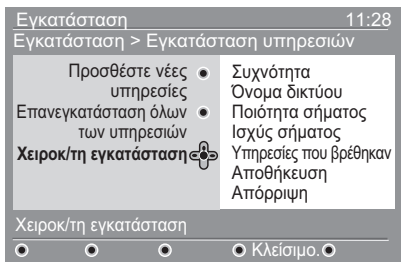 Εγκατάσταση 11:28
Εγκατάσταση > Εγκατάσταση υπηρεσιών
Προσθέστε νέες
υπηρεσίες
Επανεγκατάσταση όλων
των υπηρεσιών
Χειροκ/τη εγκατάσταση
Συχνότητα
Όνομα δικτύου
Ποιότητα σήματος
Ισχύς σήματος
Υπηρεσίες που βρέθηκαν
Αποθήκευση
Απόρριψη
Χειροκ/τη εγκατάσταση
Κλείσιμο.